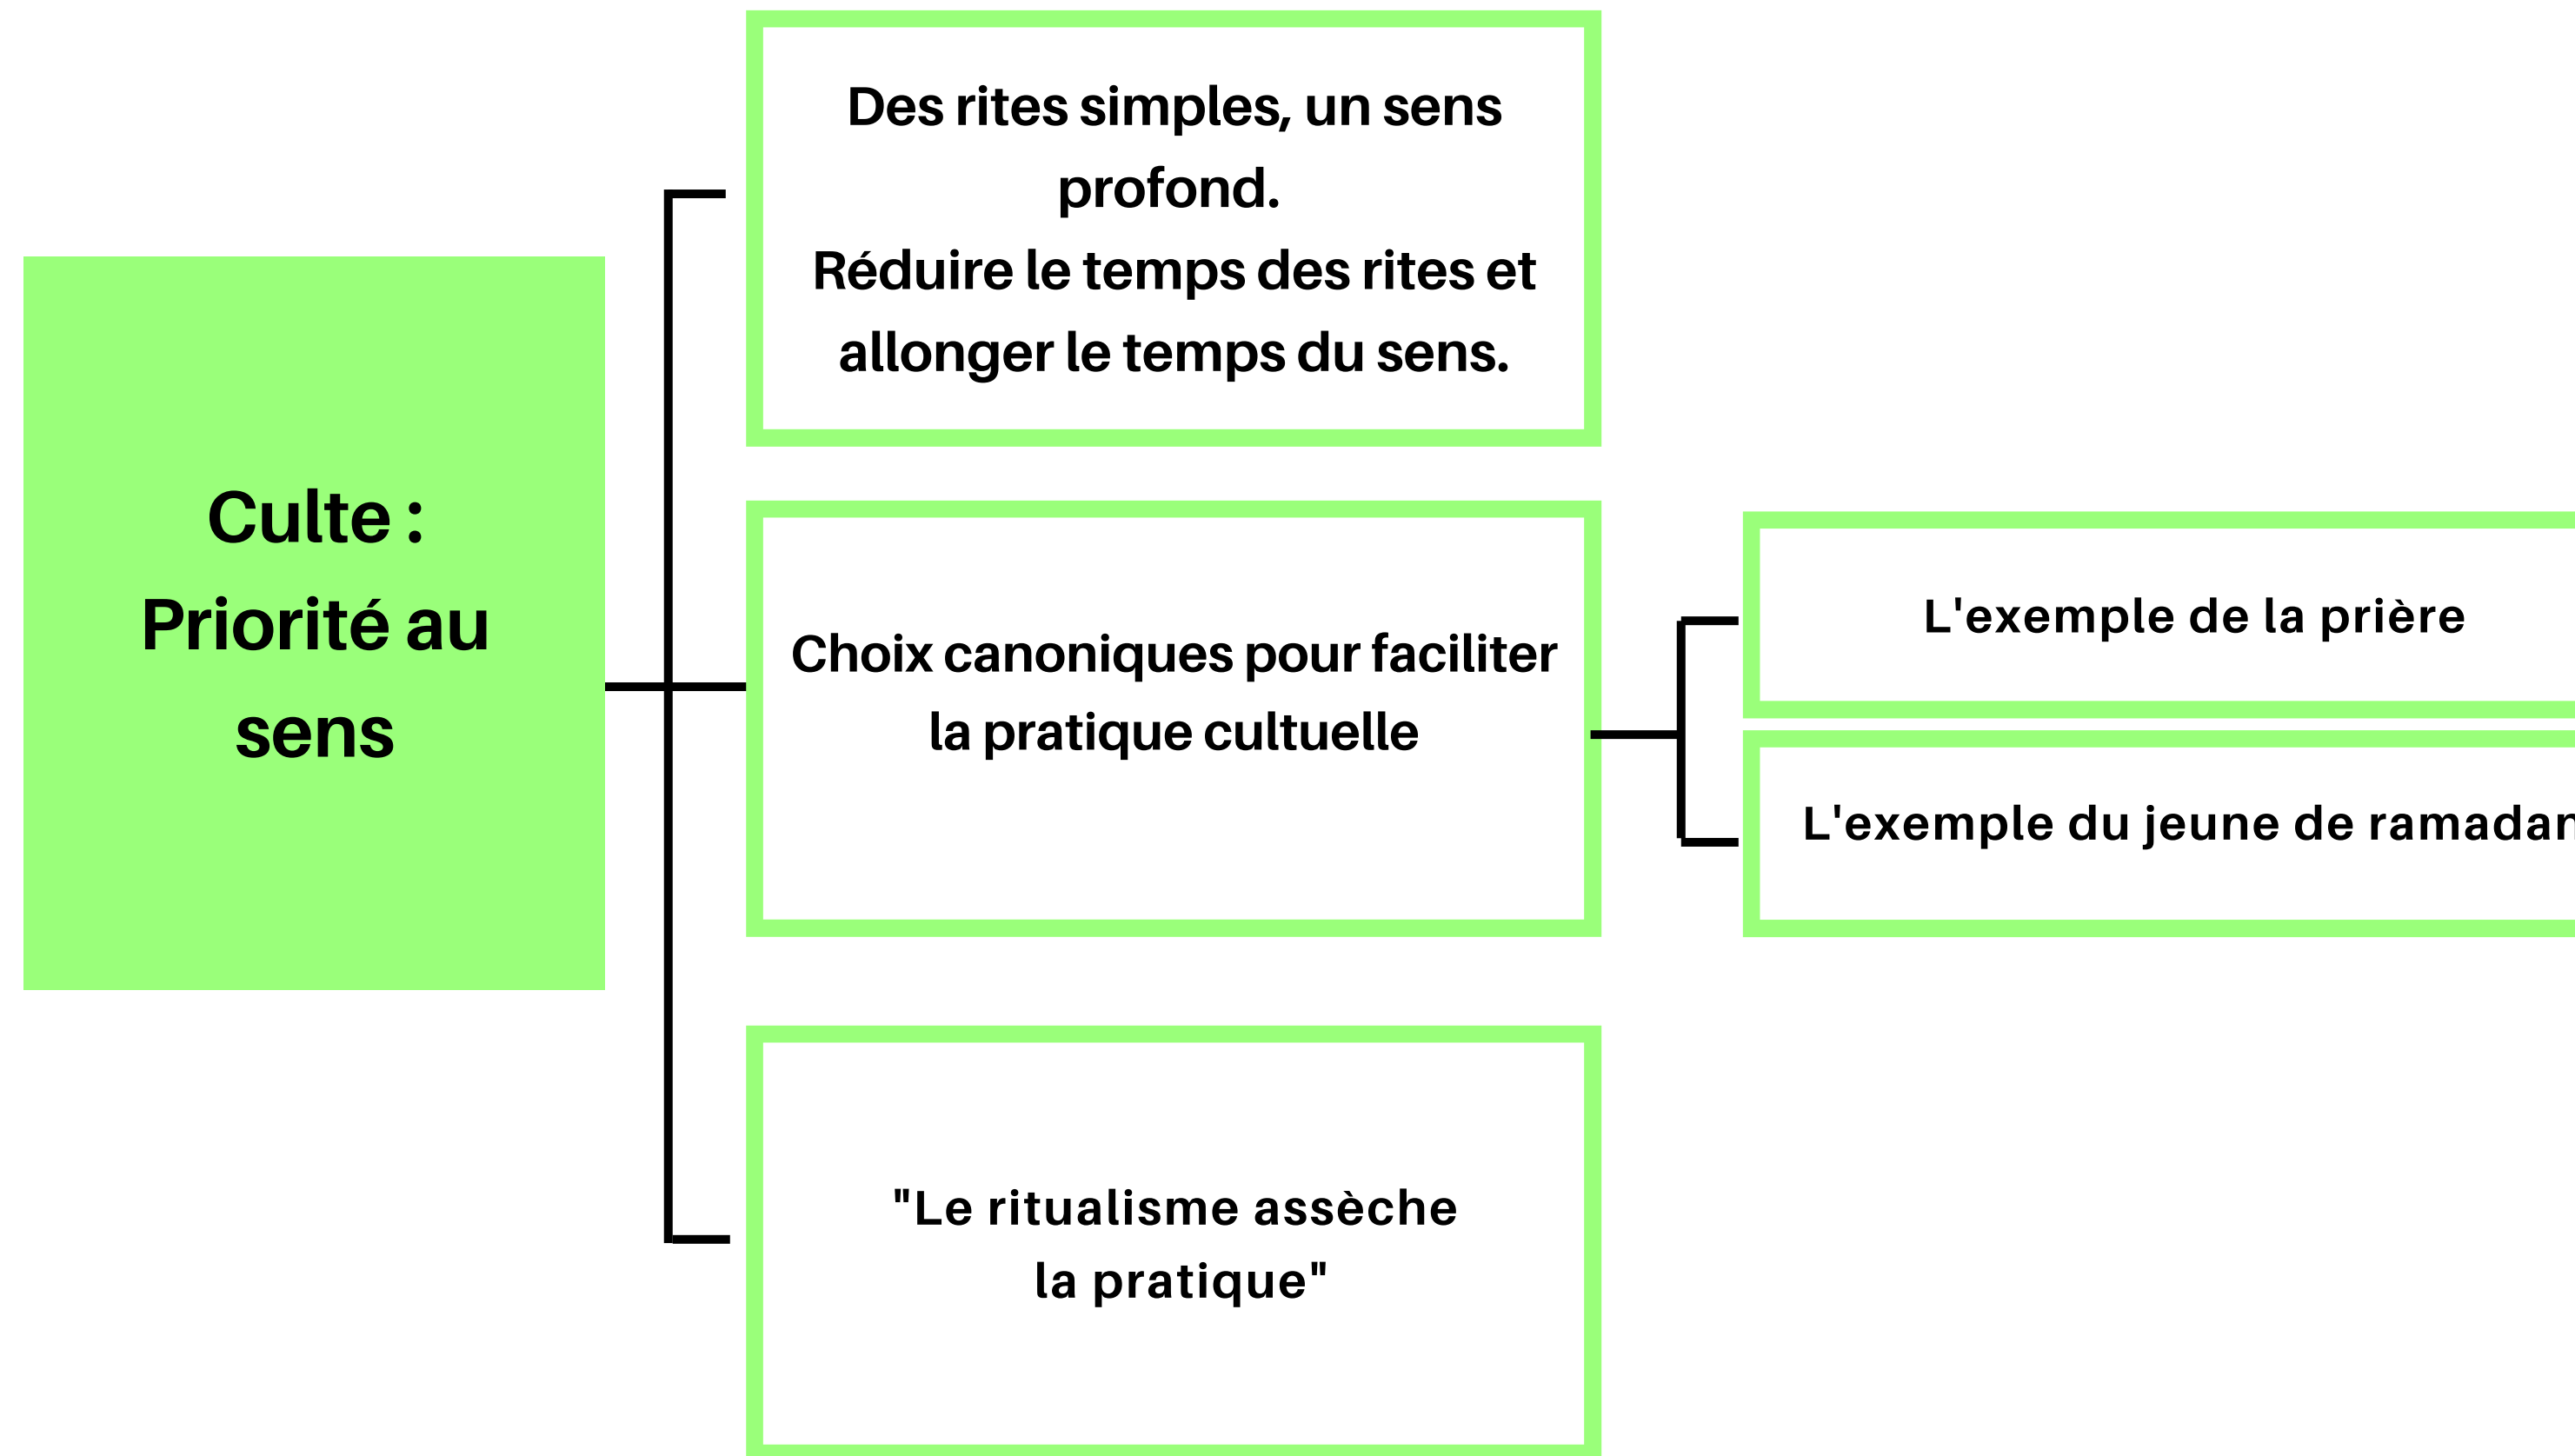 Culte :
Priorité au
sens
Des rites simples, un sens
profond.
Réduire le temps des rites et
allonger le temps du sens.
Choix canoniques pour faciliter
la pratique cultuelle
L'exemple de la prière
L'exemple du jeune de ramadan
"Le ritualisme assèche
la pratique"